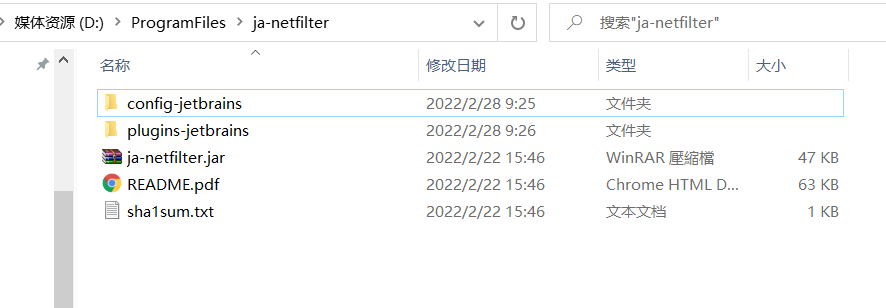 媒体资源 (D:) ProgramFiles ja-netfilter 搜索"ja-netfilter"
名称 修改日期 类型 大小
config-jetbrains 2022/2/28 9:25 文件夹
plugins-jetbrains 2022/2/28 9:26 文件夹
ja-netfilter.jar 2022/2/22 15:46 WinRAR 壓縮檔 47 KB
README.pdf 2022/2/22 15:46 Chrome HTML D... 63 KB
sha1sum.txt 2022/2/22 15:46 文本文档 1 KB